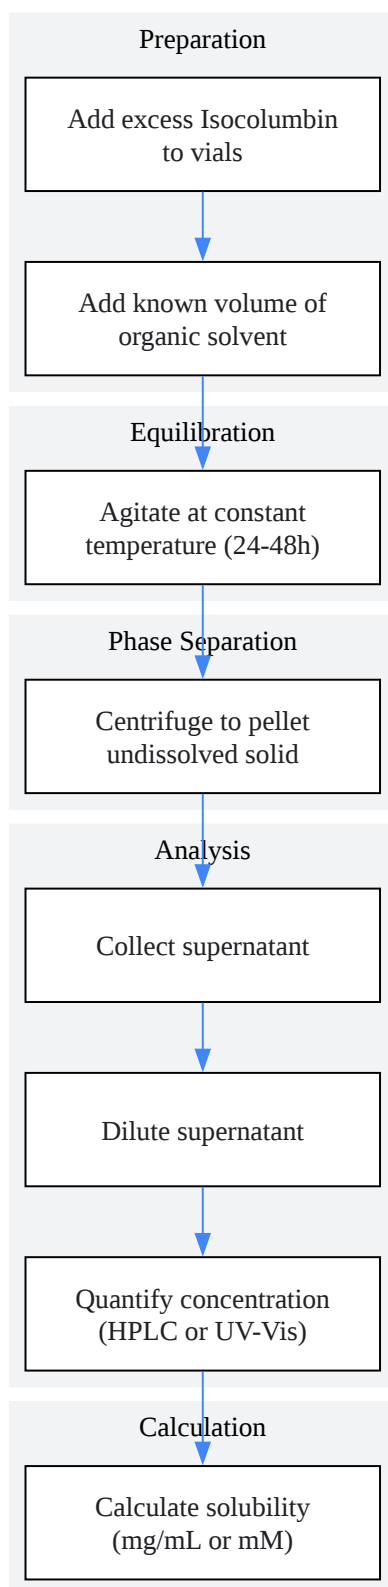 Preparation
Add excess Isocolumbin
to vials
Add known volume of
organic solvent
Equilibration
Agitate at constant
temperature (24-48h)
Phase Separation
Centrifuge to pellet
undissolved solid
Analysis
Collect supernatant
Dilute supernatant
Quantify concentration
(HPLC or UV-Vis)
Calculation
Calculate solubility
(mg/mL or mM)